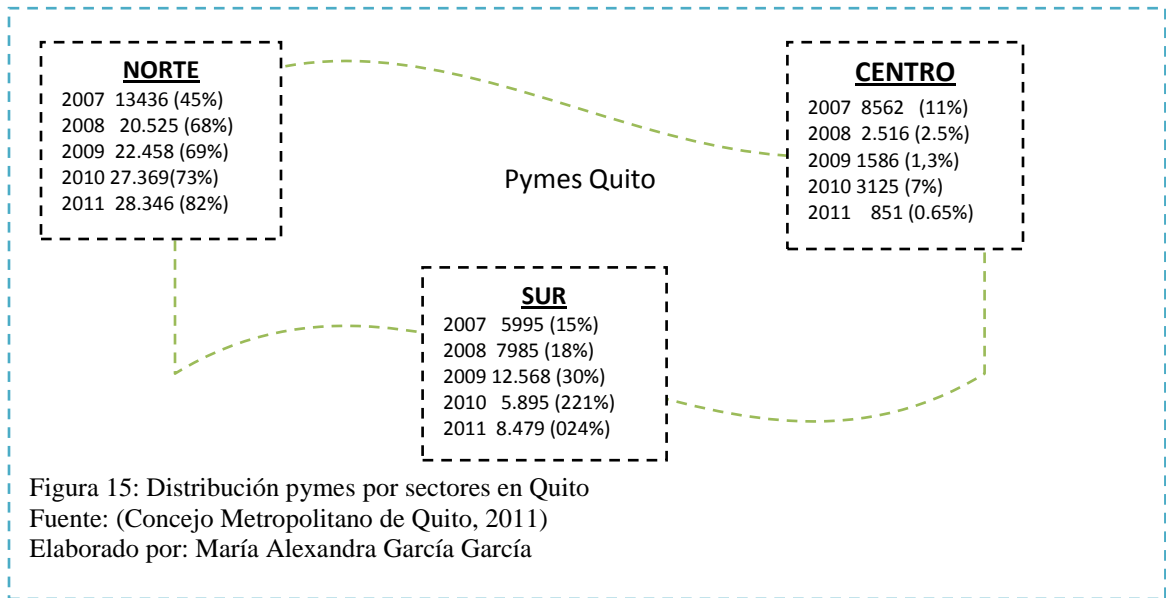 NORTE
2007 13436 (45%)
2008 20.525 (68%)
2009 22.458 (69%)
2010 27.369(73%)
2011 28.346 (82%)
CENTRO
2007 8562 (11%)
2008 2.516 (2.5%)
2009 1586 (1,3%)
2010 3125 (7%)
2011 851 (0.65%)
Pymes Quito
SUR
2007 5995 (15%)
2008 7985 (18%)
2009 12.568 (30%)
2010 5.895 (221%)
2011 8.479 (024%)
Figura 15: Distribución pymes por sectores en Quito
Fuente: (Concejo Metropolitano de Quito, 2011)
Elaborado por: María Alexandra García García